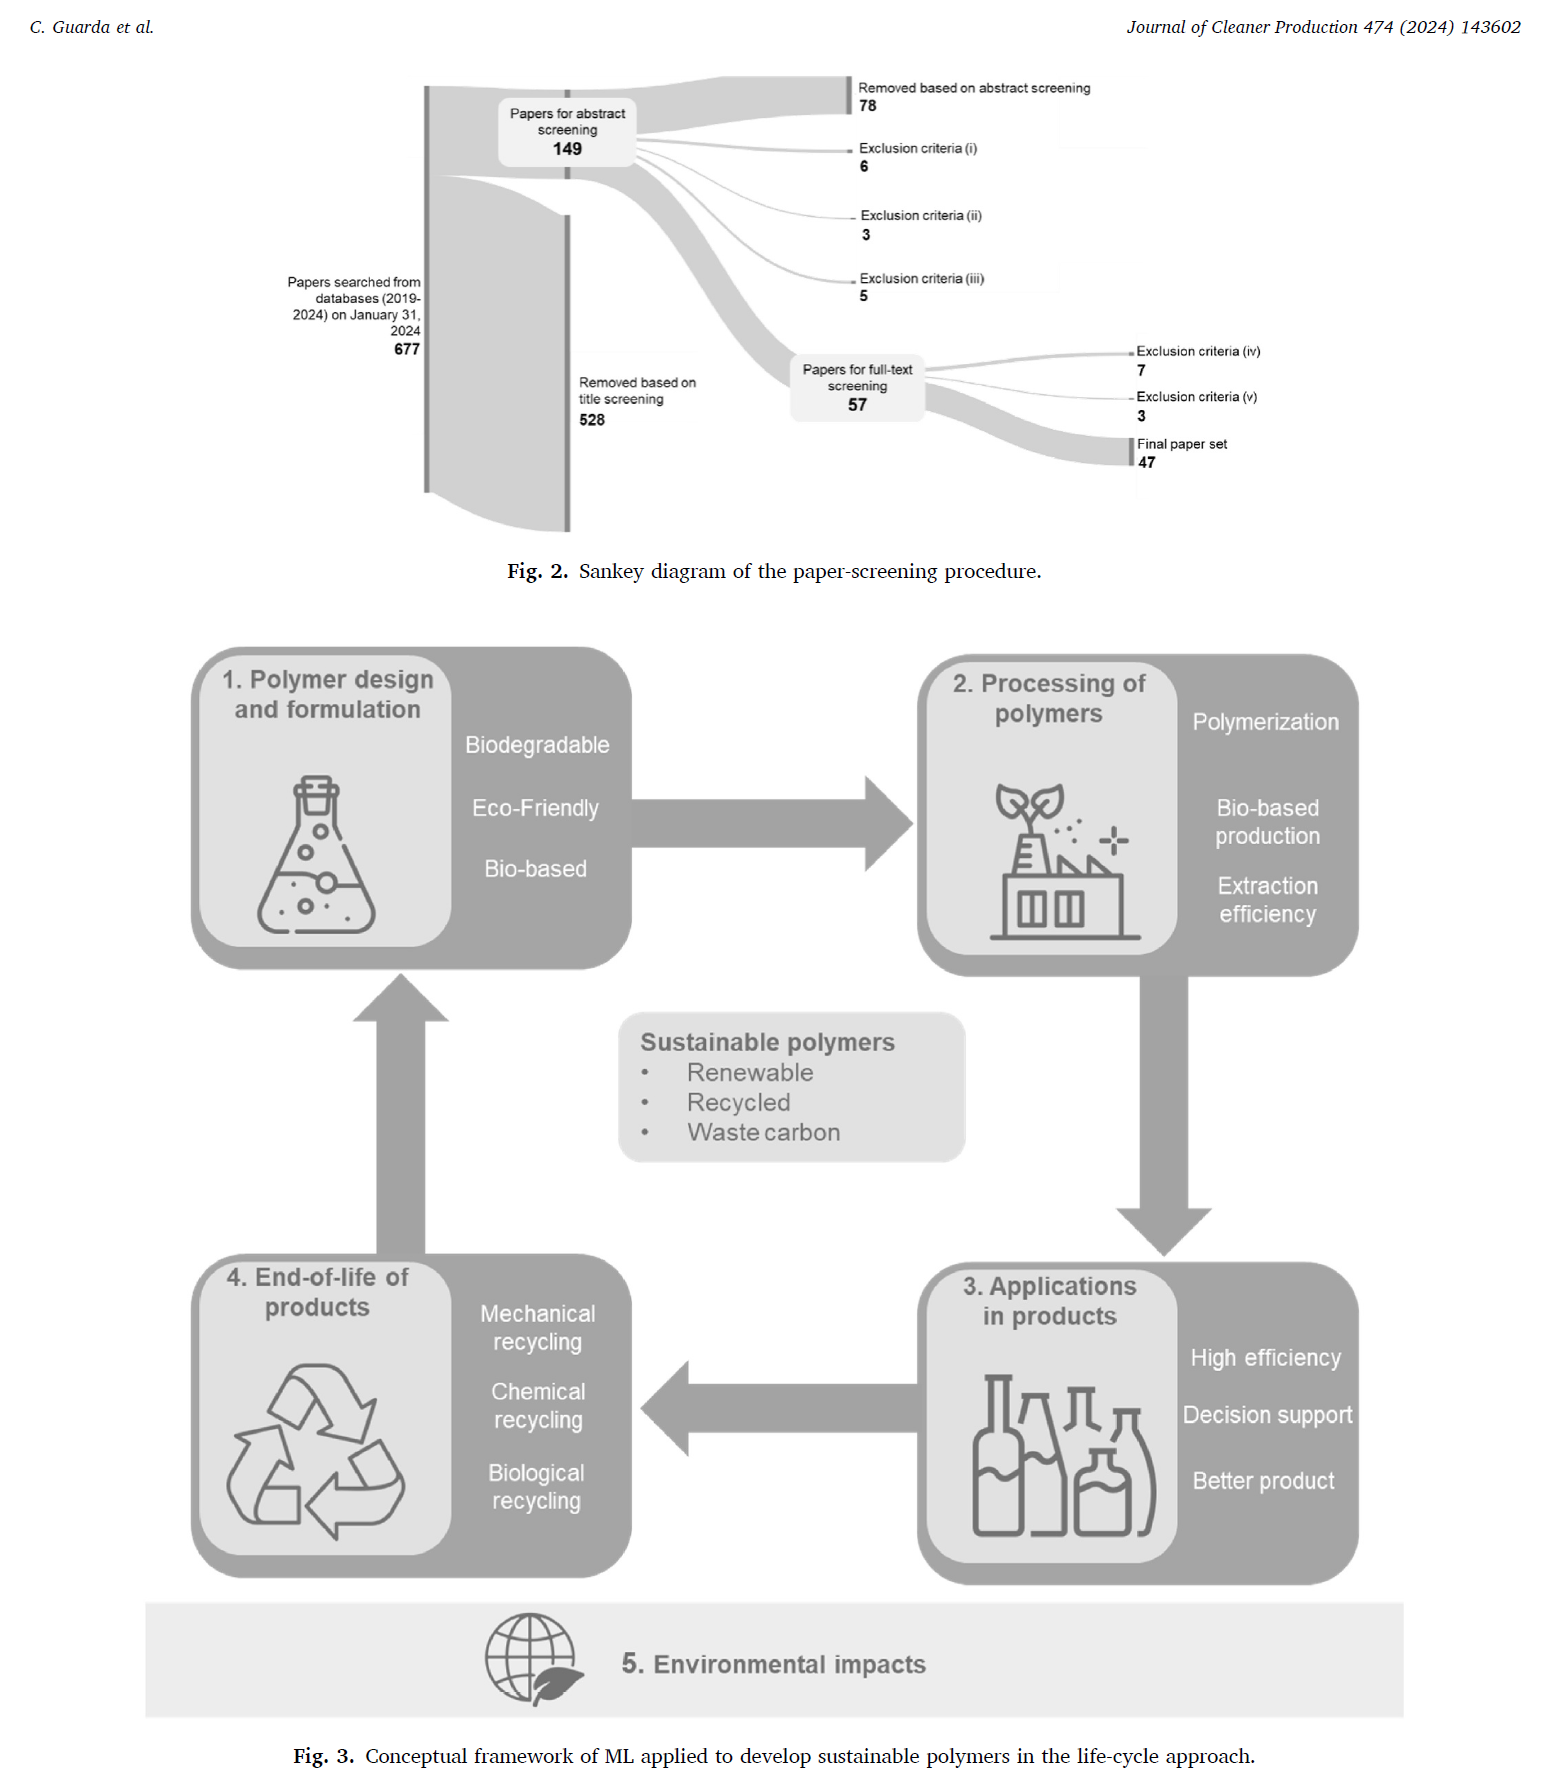 C. Guarda et al.
Journal of Cleaner Production 474 (2024) 143602
Papers searched from
databases (2019-
2024) on January 31,
2024
677
Papers for abstract
screening
149
Removed based on
title screening
528
Removed based on abstract screening
78
Exclusion criteria (i)
6
Exclusion criteria (ii)
3
Exclusion criteria (iii)
5
Papers for full-text
screening
57
Exclusion criteria (iv)
7
Exclusion criteria (v)
3
Final paper set
47
Fig. 2. Sankey diagram of the paper-screening procedure.
1. Polymer design
and formulation
Biodegradable
Eco-Friendly
Bio-based
2. Processing of
polymers
Polymerization
Bio-based
production
Extraction
efficiency
Sustainable polymers
• Renewable
• Recycled
• Waste carbon
4. End-of-life of
products
Mechanical
recycling
Chemical
recycling
Biological
recycling
3. Applications
in products
High efficiency
Decision support
Better product
5. Environmental impacts
Fig. 3. Conceptual framework of ML applied to develop sustainable polymers in the life-cycle approach.